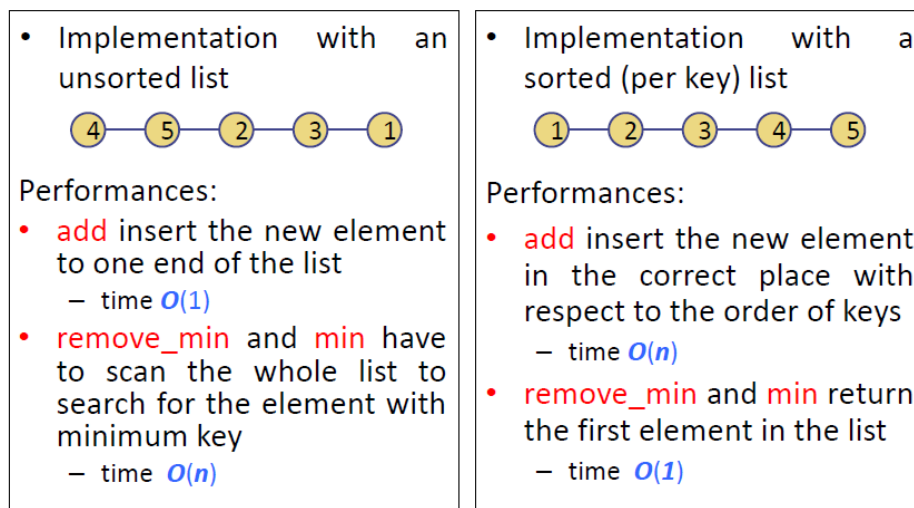 • Implementation with an
unsorted list
4 5 2 3 1
Performances:
• add insert the new element
to one end of the list
– time O(1)
• remove_min and min have
to scan the whole list to
search for the element with
minimum key
– time O(n)
• Implementation with a
sorted (per key) list
1 2 3 4 5
Performances:
• add insert the new element
in the correct place with
respect to the order of keys
– time O(n)
• remove_min and min return
the first element in the list
– time O(1)